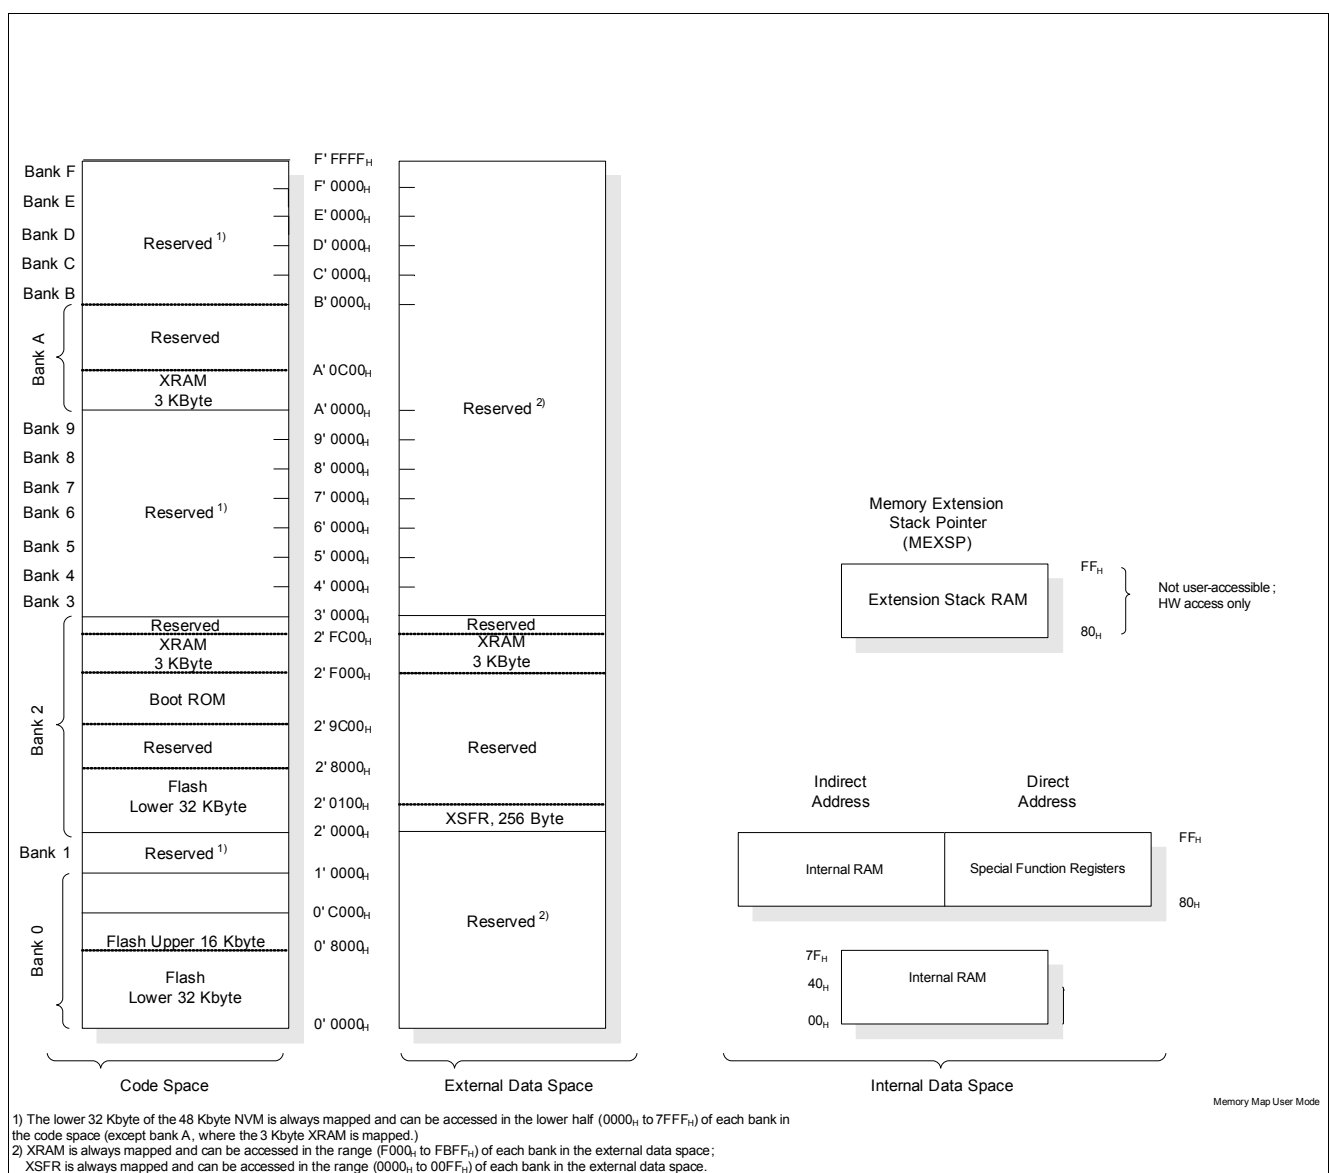 Bank F
Bank E
Bank D
Bank C
Bank B
Bank A
Bank 9
Bank 8
Bank 7
Bank 6
Bank 5
Bank 4
Bank 3
Bank 2
Bank 1
Bank 0
Reserved 1)
Reserved
XRAM
3 KByte
Reserved 1)
Reserved
XRAM
3 KByte
Boot ROM
Reserved
Flash
Lower 32 KByte
Reserved 1)
Flash Upper 16 Kbyte
Flash
Lower 32 Kbyte
Code Space
F' FFFFH
F' 0000H
E' 0000H
D' 0000H
C' 0000H
B' 0000H
A' 0C00H
A' 0000H
9' 0000H
8' 0000H
7' 0000H
6' 0000H
5' 0000H
4' 0000H
3' 0000H
2' FC00H
2' F000H
2' 9C00H
2' 8000H
2' 0100H
2' 0000H
1' 0000H
0' C000H
0' 8000H
0' 0000H
Reserved 2)
Reserved
XRAM
3 KByte
Reserved
XSFR, 256 Byte
Reserved 2)
External Data Space
Memory Extension
Stack Pointer
(MEXSP)
Extension Stack RAM
FFH
80H
Not user-accessible ;
HW access only
Indirect
Address
Direct
Address
Internal RAM
Special Function Registers
FFH
80H
7FH
40H
00H
Internal RAM
Internal Data Space
Memory Map User Mode
1) The lower 32 Kbyte of the 48 Kbyte NVM is always mapped and can be accessed in the lower half (0000H to 7FFFH) of each bank in
the code space (except bank A, where the 3 Kbyte XRAM is mapped.)
2) XRAM is always mapped and can be accessed in the range (F000H to FBFFH) of each bank in the external data space;
XSFR is always mapped and can be accessed in the range (0000H to 00FFH) of each bank in the external data space.